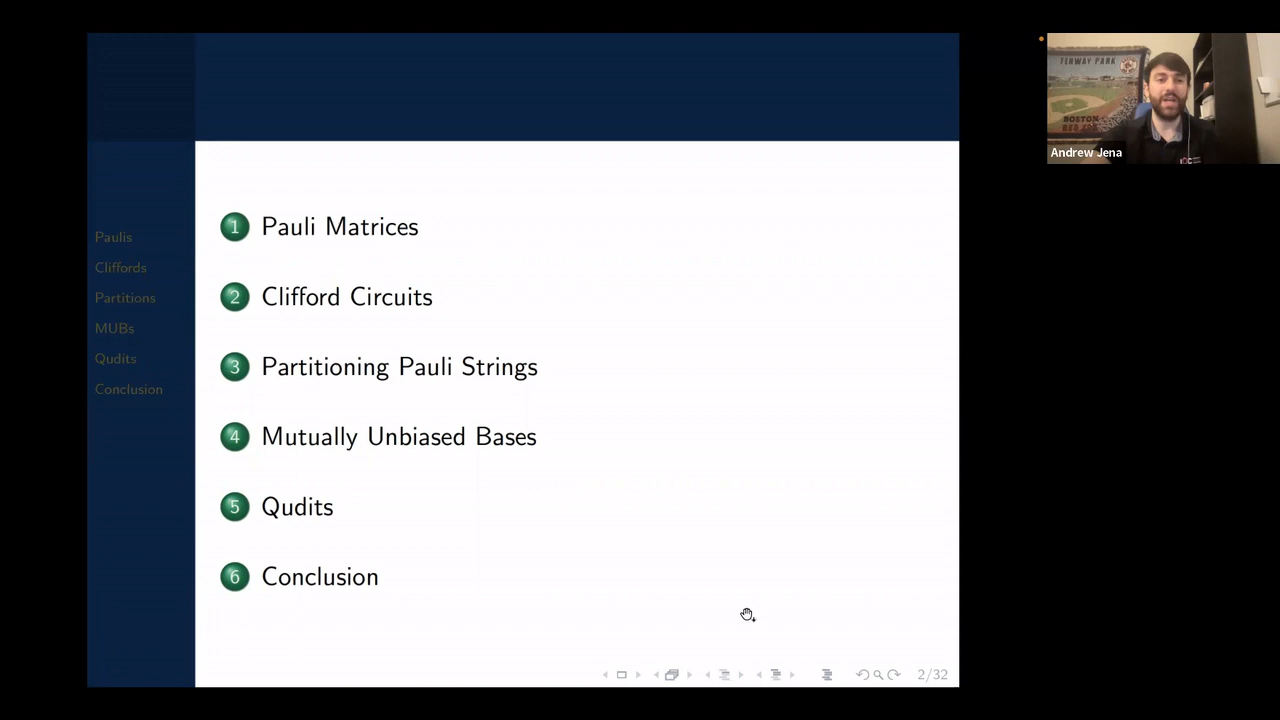 Paulis
Cliffords
Partitions
MUBs
Qudits
Conclusion
1 Pauli Matrices
2 Clifford Circuits
3 Partitioning Pauli Strings
4 Mutually Unbiased Bases
5 Qudits
6 Conclusion
2/32
FENWAY PARK
BOSTON
RED SOX
Andrew Jena